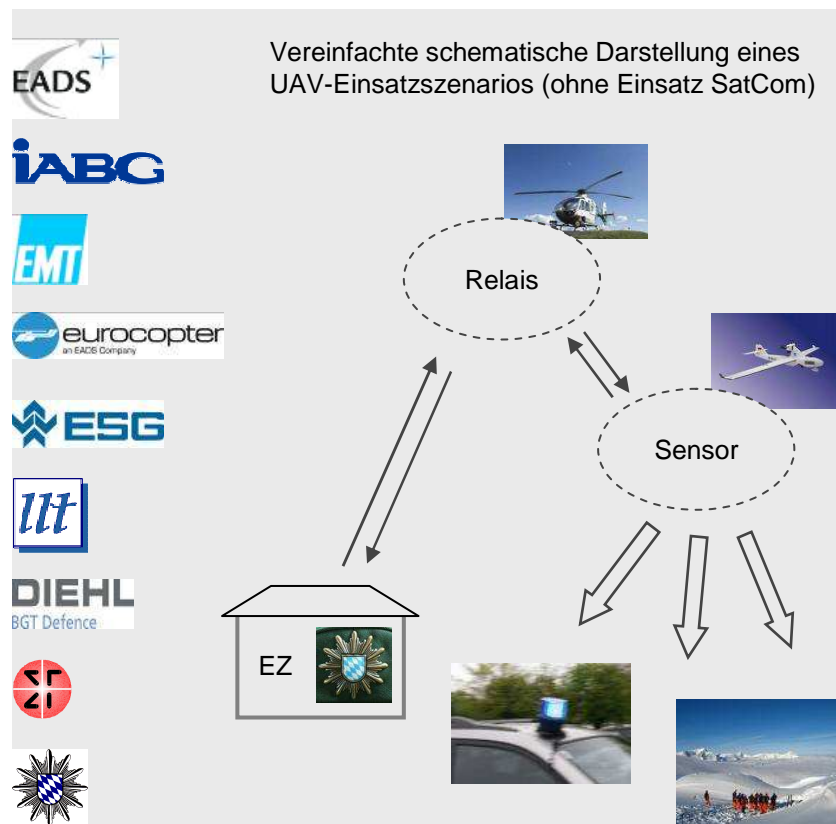 Vereinfachte schematische Darstellung eines
UAV-Einsatzszenarios (ohne Einsatz SatCom)
EADS
iABG
EMT
eurocopter
an EADS Company
ESG
llt
DIEHL
BGT Defence
Relais
Sensor
EZ